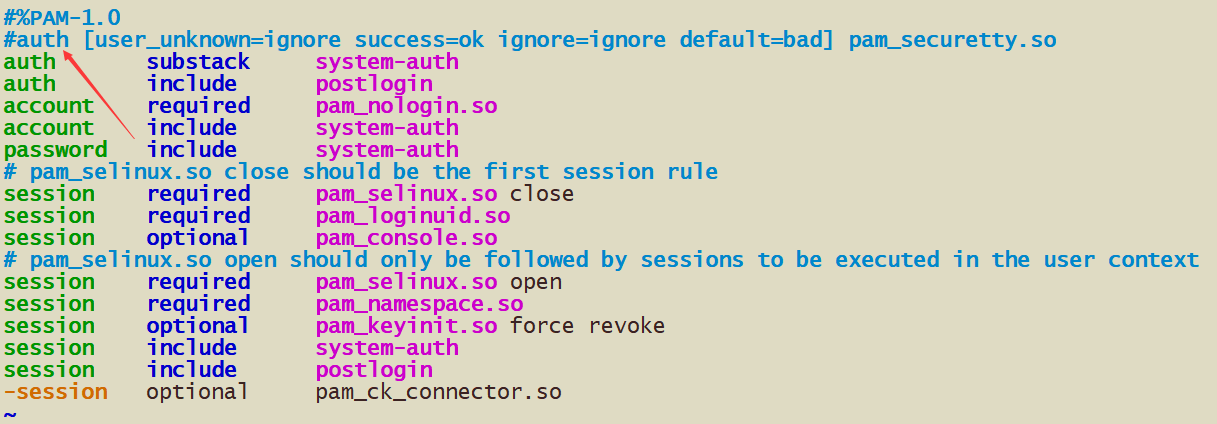 #%PAM-1.0
#auth [user_unknown=ignore success=ok ignore=ignore default=bad] pam_securetty.so
auth       substack     system-auth
auth       include      postlogin
account    required     pam_nologin.so
account    include      system-auth
password   include      system-auth
# pam_selinux.so close should be the first session rule
session    required     pam_selinux.so close
session    required     pam_loginuid.so
session    optional     pam_console.so
# pam_selinux.so open should only be followed by sessions to be executed in the user context
session    required     pam_selinux.so open
session    required     pam_namespace.so
session    optional     pam_keyinit.so force revoke
session    include      system-auth
session    include      postlogin
-session   optional     pam_ck_connector.so
~